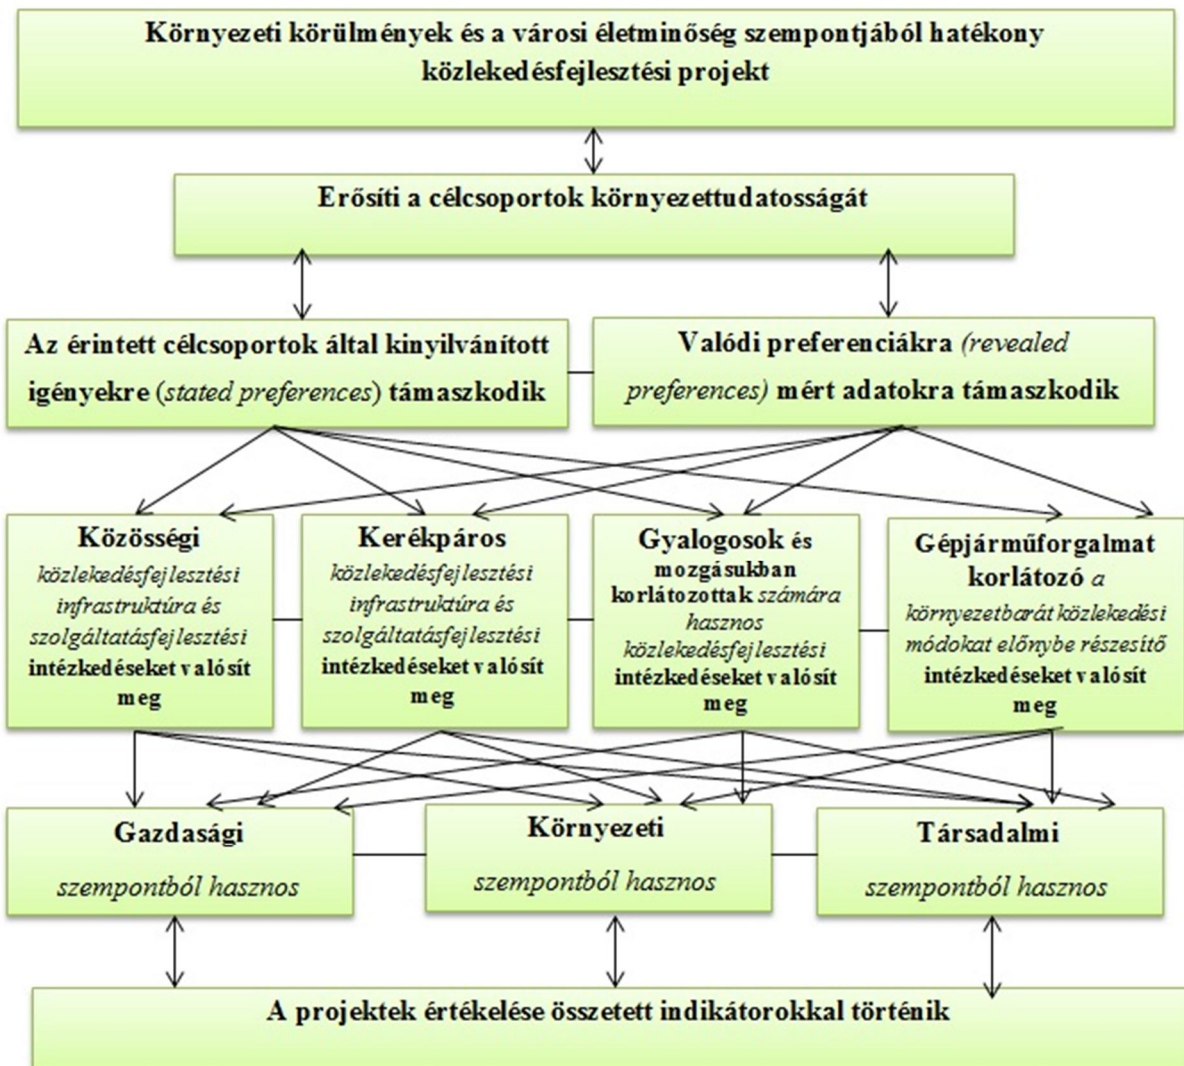 Környezeti körülmények és a városi életminőség szempontjából hatékony
közlekedésfejlesztési projekt
Erősíti a célcsoportok környezettudatosságát
Az érintett célcsoportok által kinyilvánított
igényekre (stated preferences) támaszkodik
Valódi preferenciákra (revealed
preferences) mért adatokra támaszkodik
Közösségi
közlekedésfejlesztési
infrastruktúra és
szolgáltatásfejlesztési
intézkedéseket valósít
meg
Kerékpáros
közlekedésfejlesztési
infrastruktúra és
szolgáltatásfejlesztési
intézkedéseket valósít
meg
Gyalogosok és
mozgásukban
korlátozottak számára
hasznos
közlekedésfejlesztési
intézkedéseket valósít
meg
Gépjárműforgalmat
korlátozó a
környezetbarát közlekedési
módokat előnybe részesítő
intézkedéseket valósít
meg
Gazdasági
szempontból hasznos
Környezeti
szempontból hasznos
Társadalmi
szempontból hasznos
A projektek értékelése összetett indikátorokkal történik